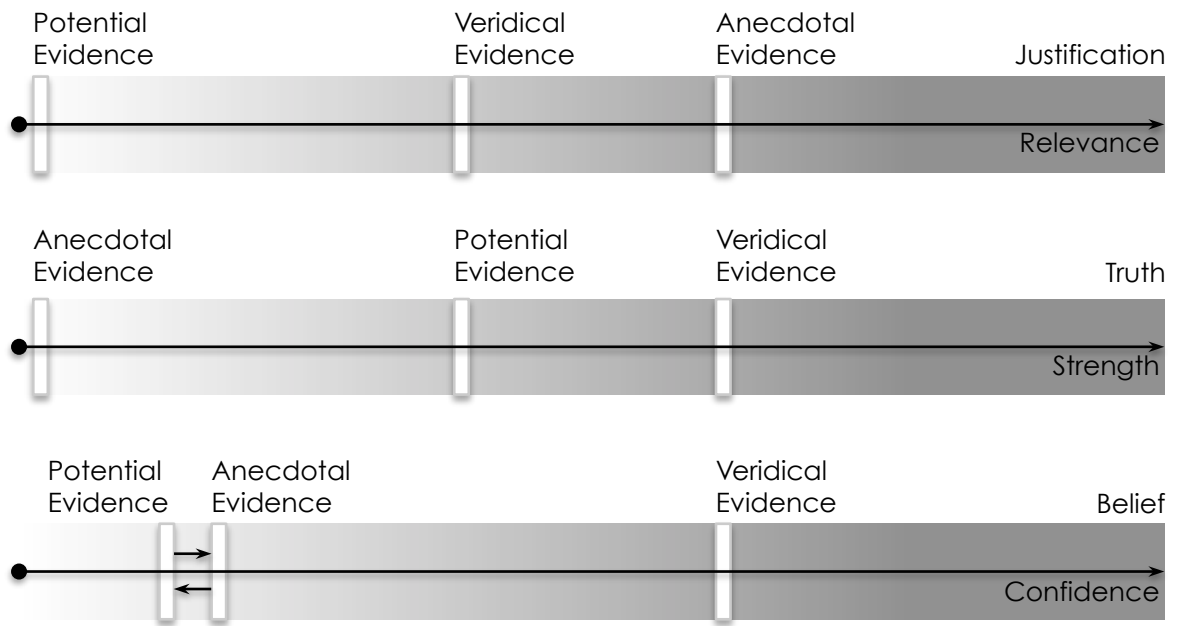 Potential
Evidence
Veridical
Evidence
Anecdotal
Evidence
Justification
Relevance
Anecdotal
Evidence
Potential
Evidence
Veridical
Evidence
Truth
Strength
Potential
Evidence
Anecdotal
Evidence
Veridical
Evidence
Belief
Confidence